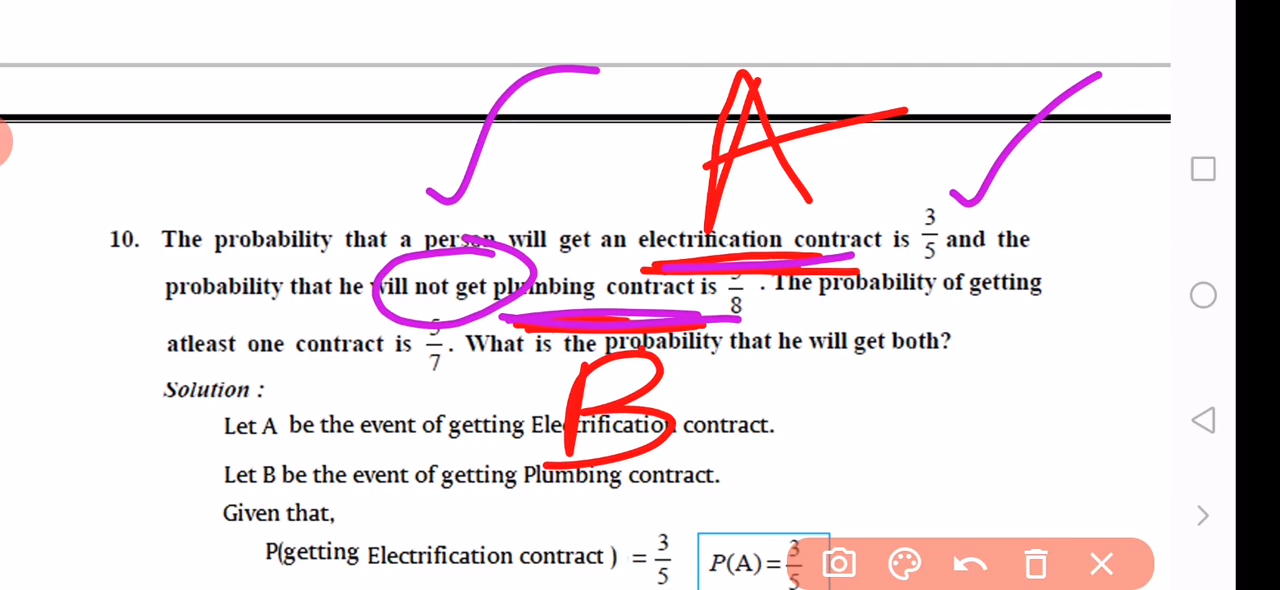 A
10. The probability that a person will get an electrification contract is 3/5 and the
probability that he will not get plumbing contract is /8 . The probability of getting
atleast one contract is 5/7. What is the probability that he will get both?
Solution :
B
Let A be the event of getting Electrification contract.
Let B be the event of getting Plumbing contract.
Given that,
P(getting Electrification contract ) = 3/5 P(A)= 3/5